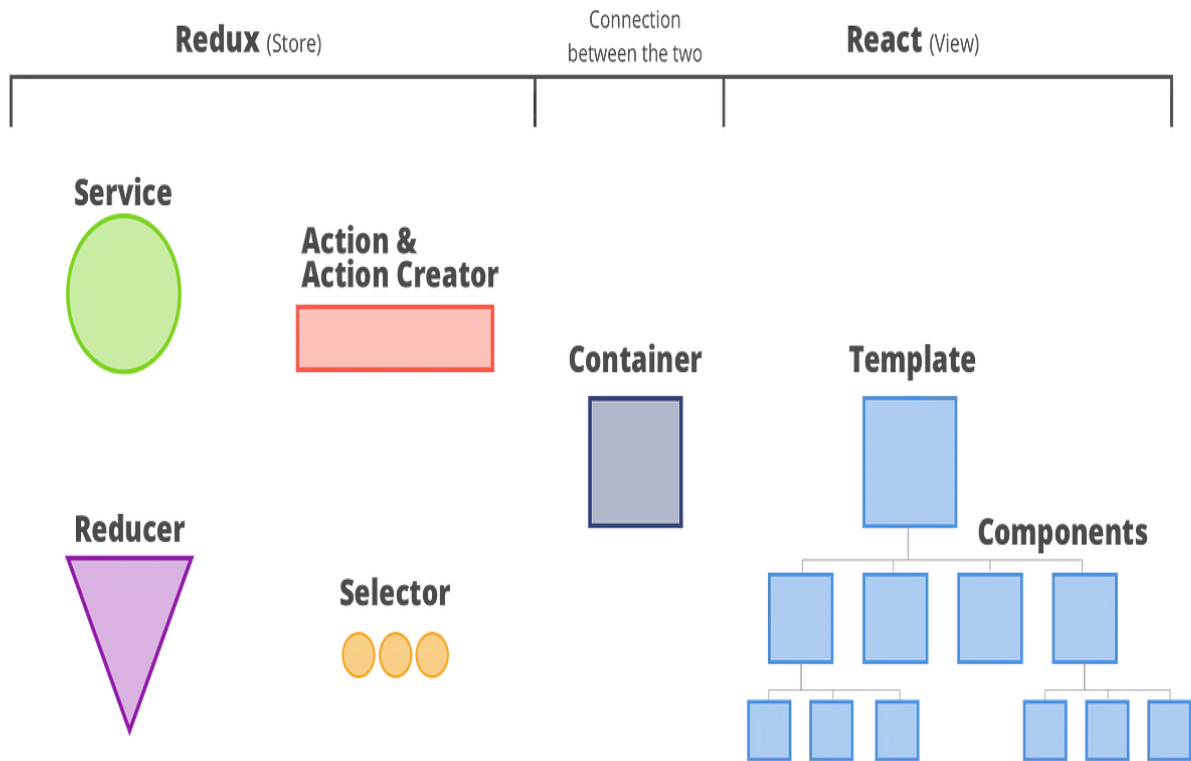 Redux (Store)
Connection
between the two
React (View)
Service
Action &
Action Creator
Container
Template
Reducer
Selector
Components